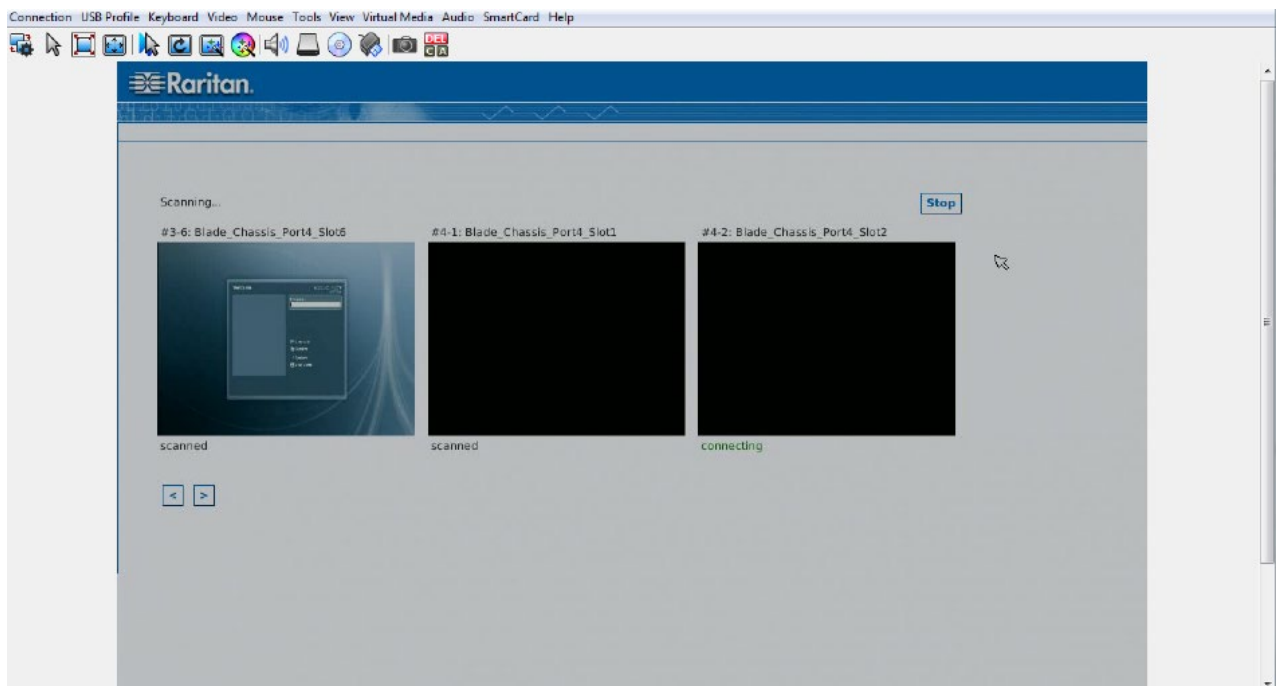 Connection USB Profile Keyboard Video Mouse Tools View Virtual Media Audio SmartCard Help
DEL
C A
Raritan.
Scanning...
Stop
#3-6: Blade_Chassis_Port4_Slot6
#4-1: Blade_Chassis_Port4_Slot1
#4-2: Blade_Chassis_Port4_Slot2
scanned
scanned
connecting
< >